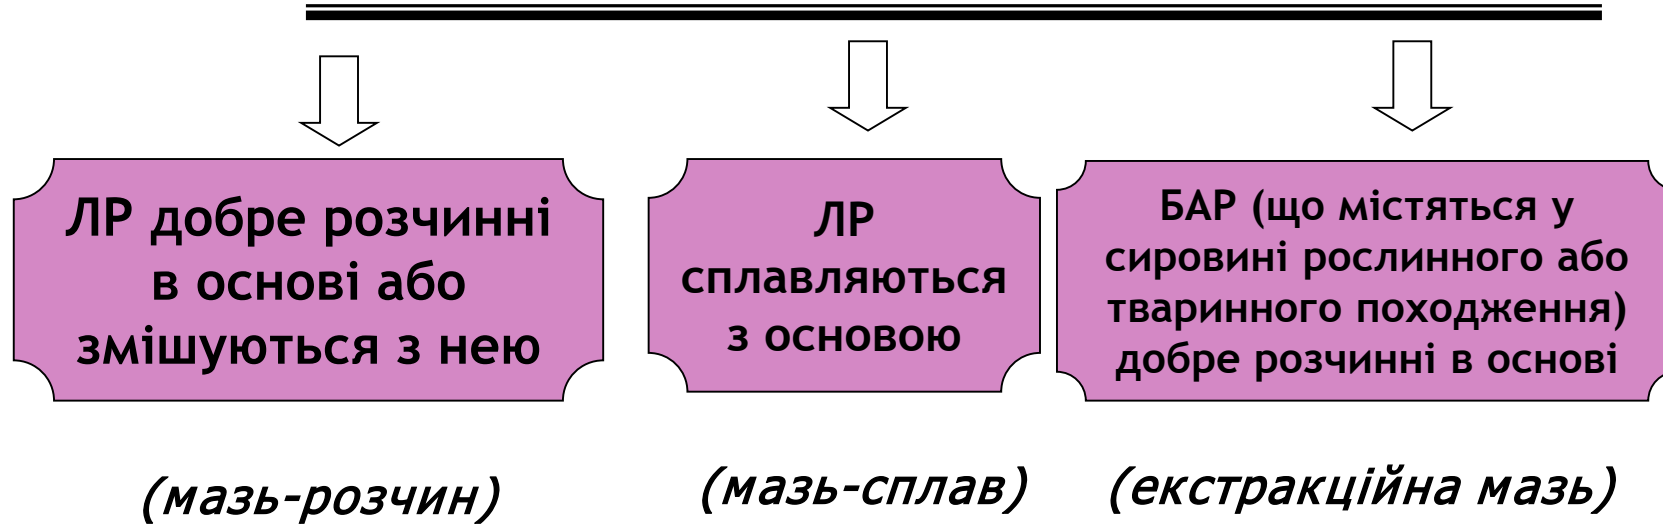 ЛР добре розчинні
в основі або
змішуються з нею
(мазь-розчин)
ЛР
сплавляються
з основою
(мазь-сплав)
БАР (що містяться у
сировині рослинного або
тваринного походження)
добре розчинні в основі
(екстракційна мазь)